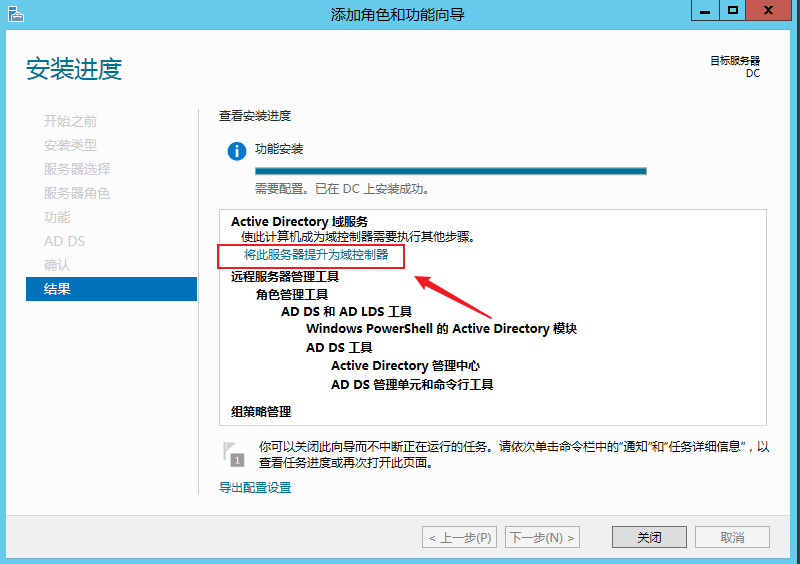 添加角色和功能向导
安装进度
目标服务器
DC
开始之前
安装类型
服务器选择
服务器角色
功能
AD DS
确认
结果
查看安装进度
功能安装
需要配置。已在 DC 上安装成功。
Active Directory 域服务
使此计算机成为域控制器需要执行其他步骤。
将此服务器提升为域控制器
远程服务器管理工具
角色管理工具
AD DS 和 AD LDS 工具
Windows PowerShell 的 Active Directory 模块
AD DS 工具
Active Directory 管理中心
AD DS 管理单元和命令行工具
组策略管理
1
你可以关闭此向导而不中断正在运行的任务。请依次单击命令栏中的“通知”和“任务详细信息”，以
查看任务进度或再次打开此页面。
导出配置设置
< 上一步(P)
下一步(N) >
关闭
取消